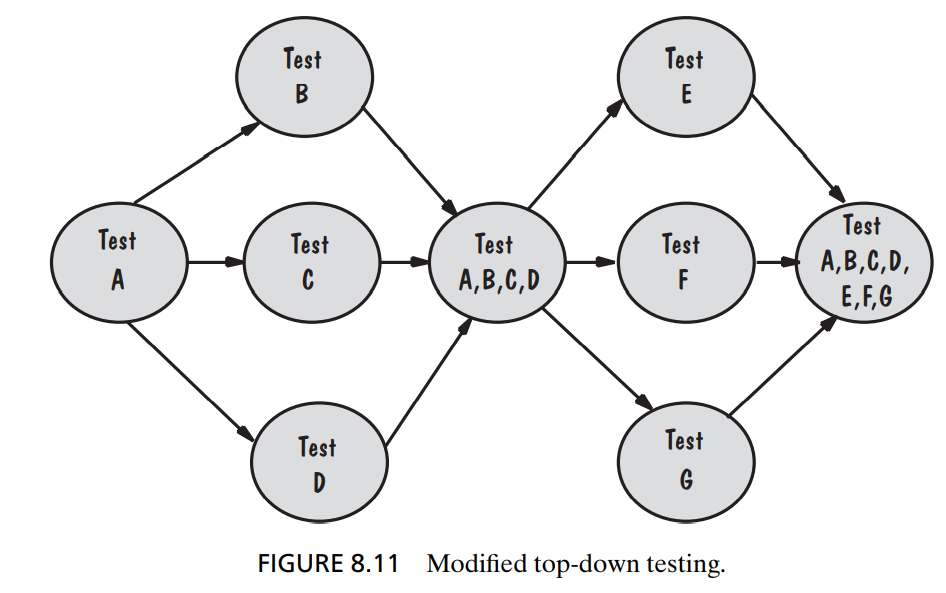 Test
B
Test
E
Test
A
Test
C
Test
A,B,C,D
Test
F
Test
A,B,C,D,
E,F,G
Test
D
Test
G
FIGURE 8.11 Modified top-down testing.